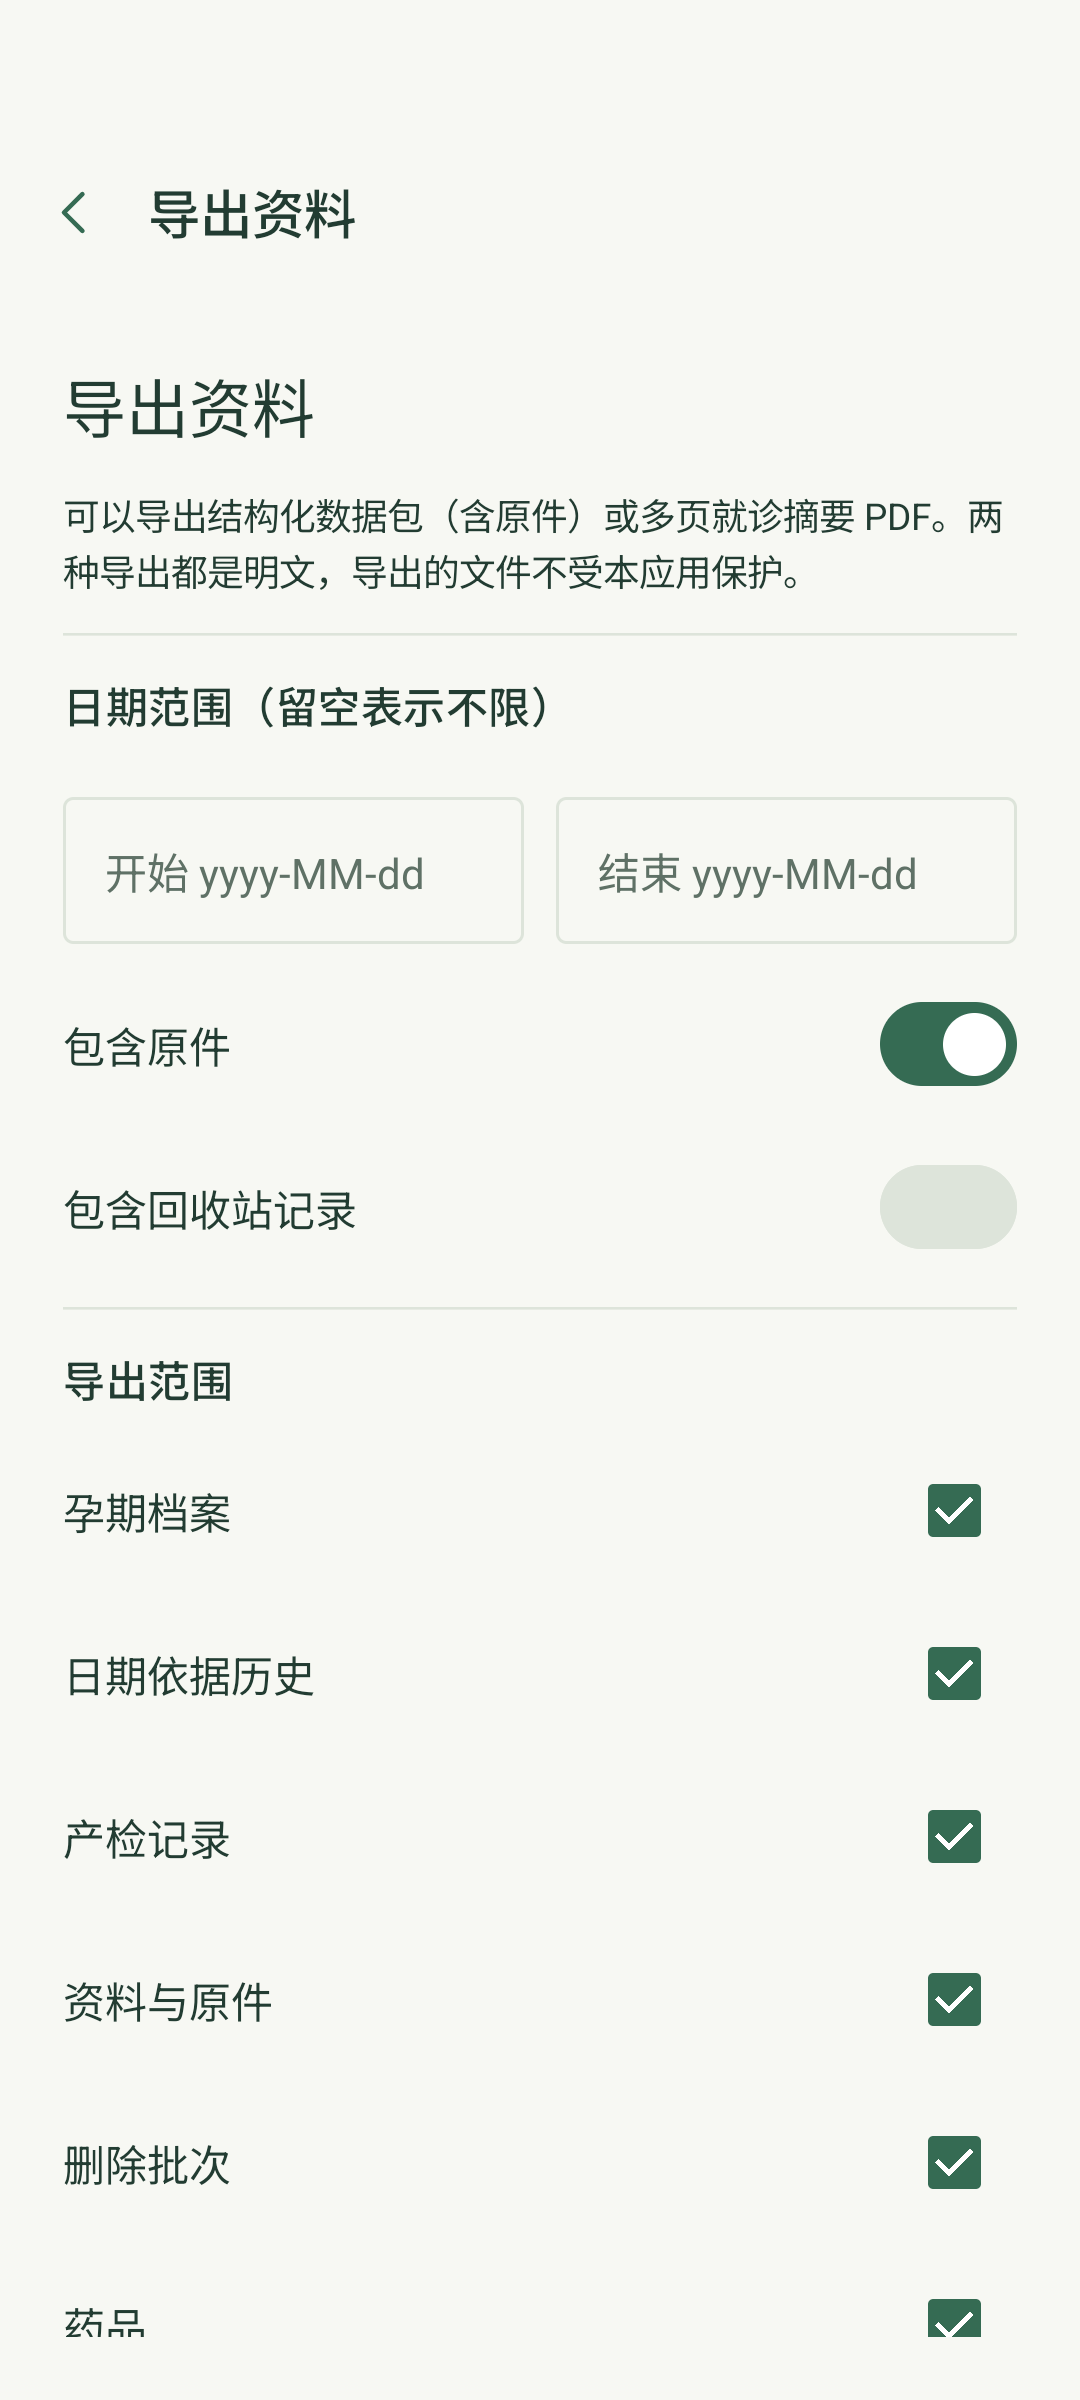 导出资料
导出资料
可以导出结构化数据包（含原件）或多页就诊摘要 PDF。两
种导出都是明文，导出的文件不受本应用保护。
日期范围（留空表示不限）
开始 yyyy-MM-dd
结束 yyyy-MM-dd
包含原件
包含回收站记录
导出范围
孕期档案
日期依据历史
产检记录
资料与原件
删除批次
药品